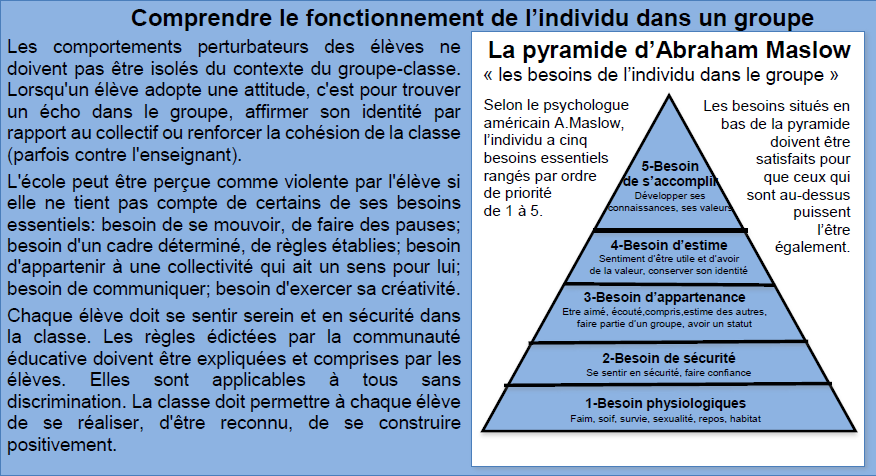 Comprendre le fonctionnement de l’individu dans un groupe
Les comportements perturbateurs des élèves ne
doivent pas être isolés du contexte du groupe-classe.
Lorsqu'un élève adopte une attitude, c'est pour trouver
un écho dans le groupe, affirmer son identité par
rapport au collectif ou renforcer la cohésion de la classe
(parfois contre l'enseignant).
L'école peut être perçue comme violente par l'élève si
elle ne tient pas compte de certains de ses besoins
essentiels: besoin de se mouvoir, de faire des pauses;
besoin d'un cadre déterminé, de règles établies; besoin
d'appartenir à une collectivité qui ait un sens pour lui;
besoin de communiquer; besoin d'exercer sa créativité.
Chaque élève doit se sentir serein et en sécurité dans
la classe. Les règles édictées par la communauté
éducative doivent être expliquées et comprises par les
élèves. Elles sont applicables à tous sans
discrimination. La classe doit permettre à chaque élève
de se réaliser, d'être reconnu, de se construire
positivement.
La pyramide d’Abraham Maslow
« les besoins de l’individu dans le groupe »
Selon le psychologue
américain A.Maslow,
l’individu a cinq
besoins essentiels
rangés par ordre
de priorité
de 1 à 5.
Les besoins situés en
bas de la pyramide
doivent être
satisfaits pour
que ceux qui
sont au-dessus
puissent
l’être
également.
5-Besoin
de s’accomplir
Développer ses
connaissances, ses valeurs
4-Besoin d’estime
Sentiment d’être utile et d’avoir
de la valeur, conserver son identité
3-Besoin d’appartenance
Etre aimé, écouté,compris,estime des autres,
faire partie d’un groupe, avoir un statut
2-Besoin de sécurité
Se sentir en sécurité, faire confiance
1-Besoin physiologiques
Faim, soif, survie, sexualité, repos, habitat